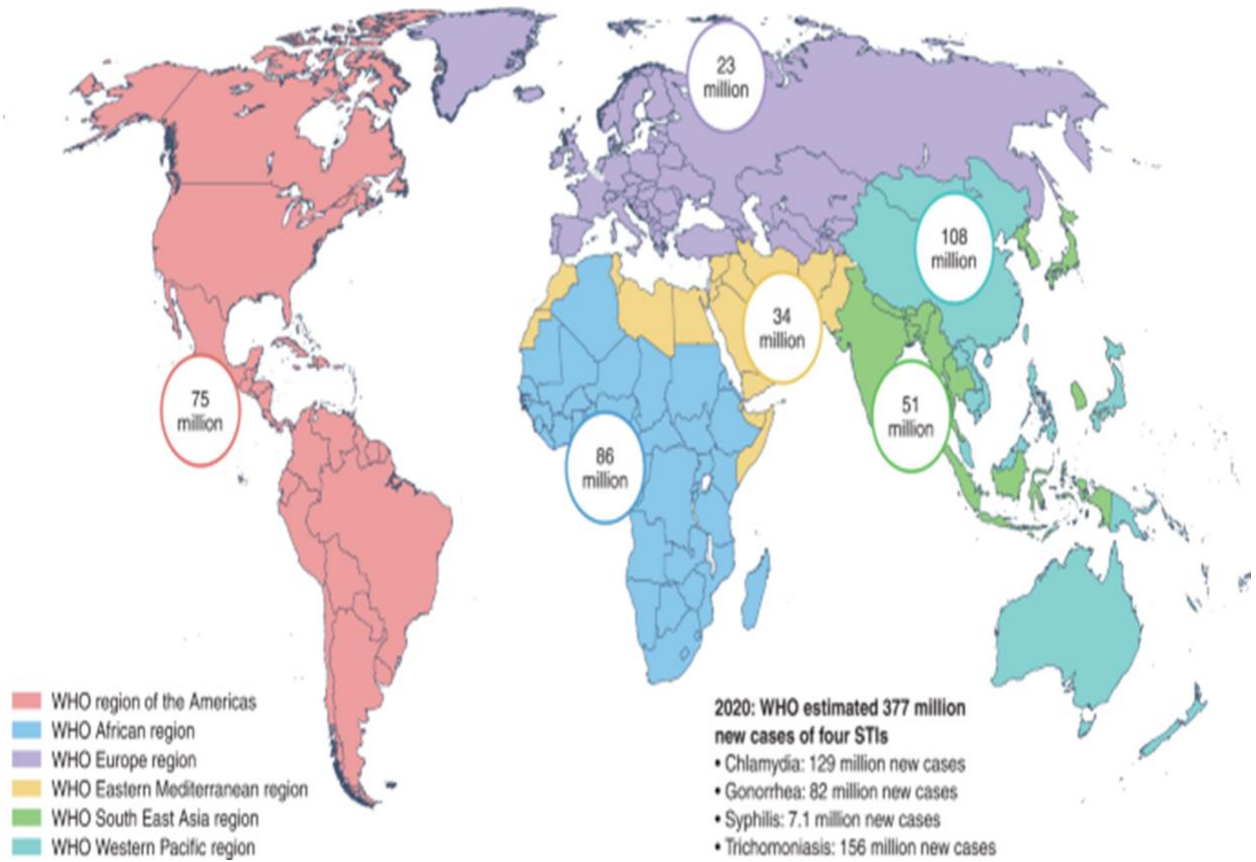 23
million
108
million
34
million
75
million
51
million
86
million
WHO region of the Americas
WHO African region
WHO Europe region
WHO Eastern Mediterranean region
WHO South East Asia region
WHO Western Pacific region
2020: WHO estimated 377 million
new cases of four STIs
• Chlamydia: 129 million new cases
• Gonorrhea: 82 million new cases
• Syphilis: 7.1 million new cases
• Trichomoniasis: 156 million new cases